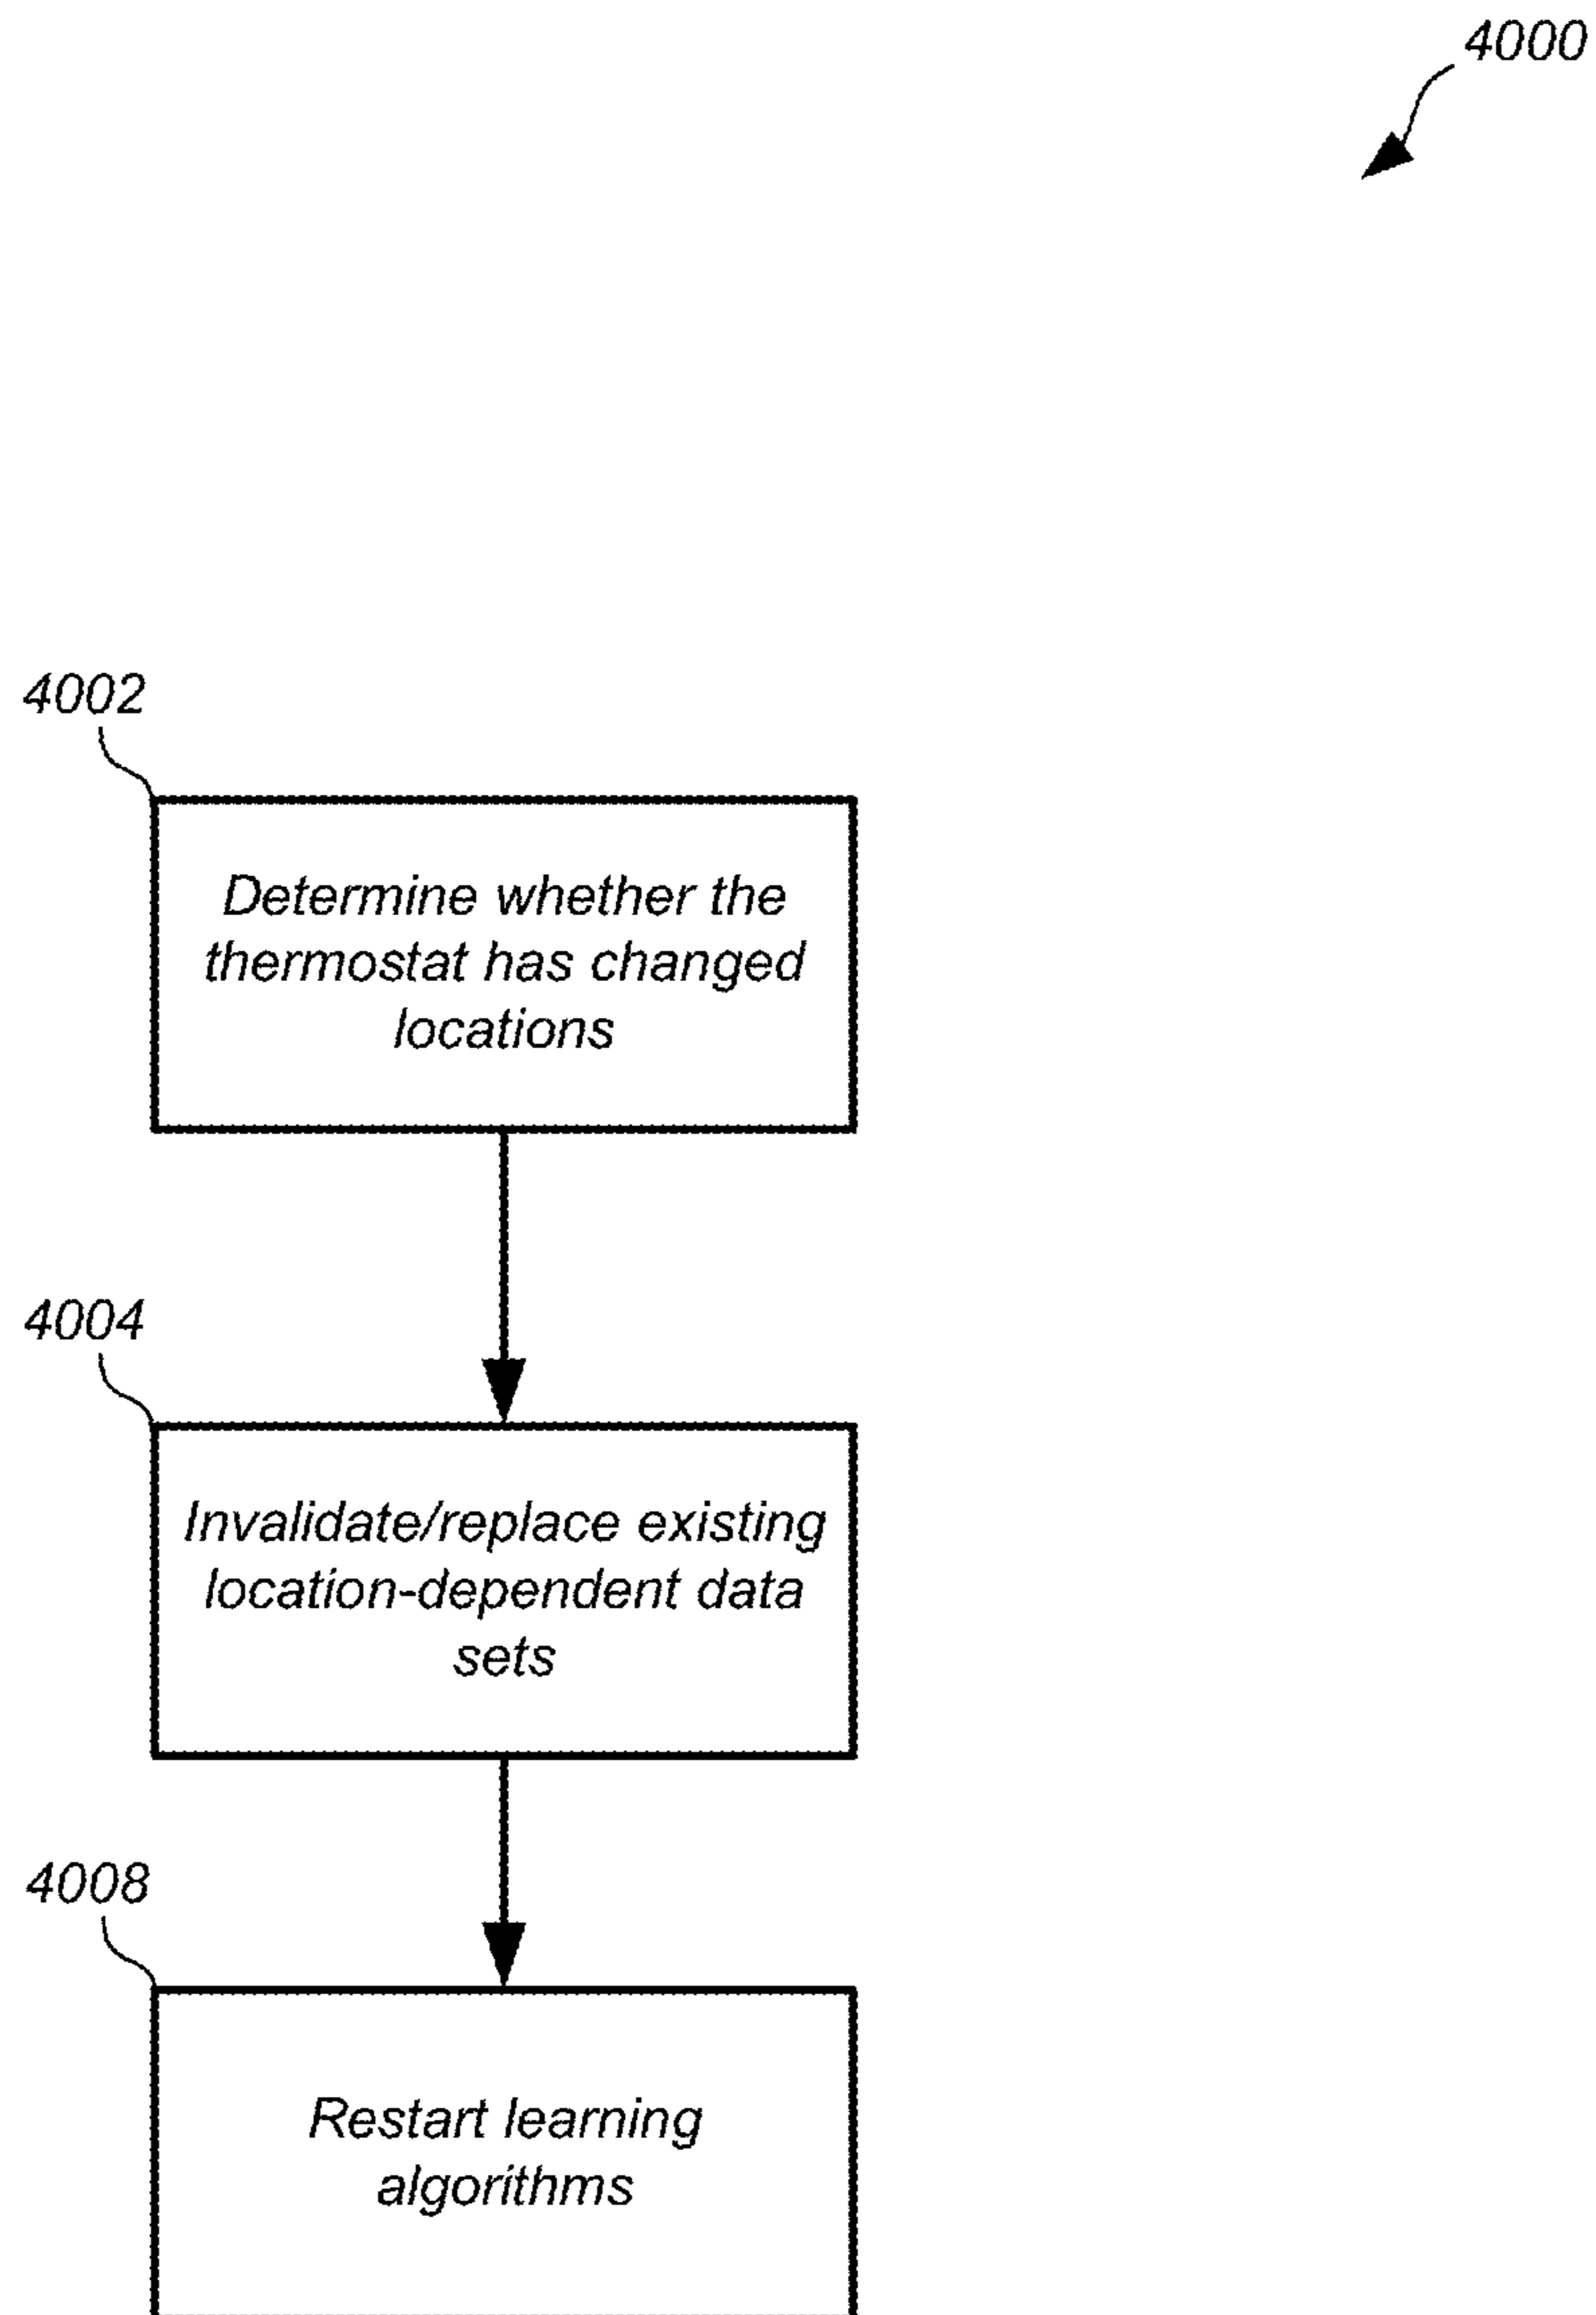 4000
4002
Determine whether the
thermostat has changed
locations
4004
Invalidate/replace existing
location-dependent data
sets
4008
Restart learning
algorithms